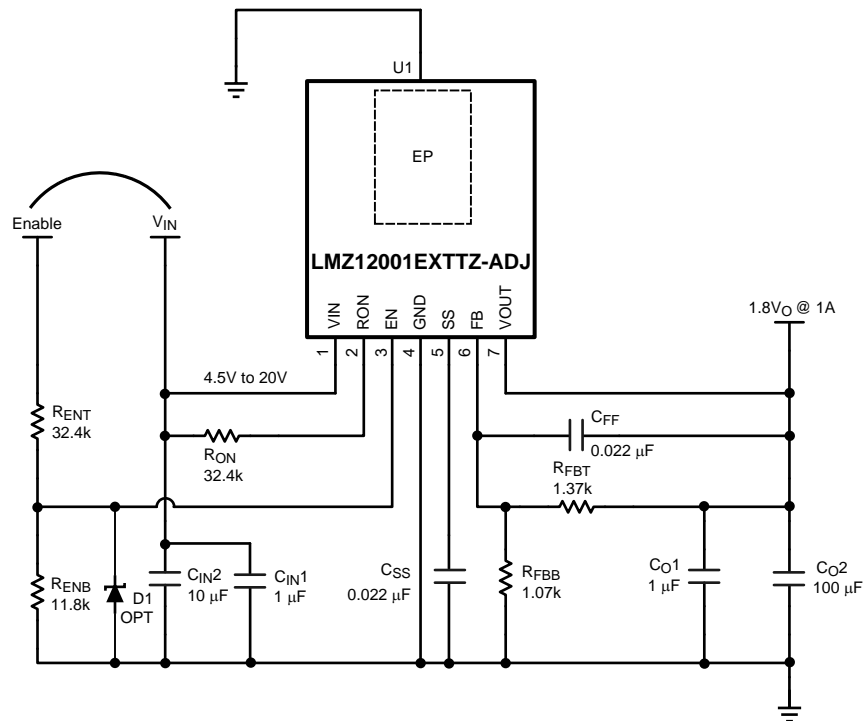 U1
EP
LMZ12001EXTTZ-ADJ
VIN
RON
EN
GND
SS
FB
VOUT
1
2
3
4
5
6
7
Enable
VIN
1.8VO @ 1A
4.5V to 20V
RENT
32.4k
RON
32.4k
CFF
0.022 μF
RFBT
1.37k
RENB
11.8k
D1
OPT
CIN2
10 μF
CIN1
1 μF
CSS
0.022 μF
RFBB
1.07k
CO1
1 μF
CO2
100 μF